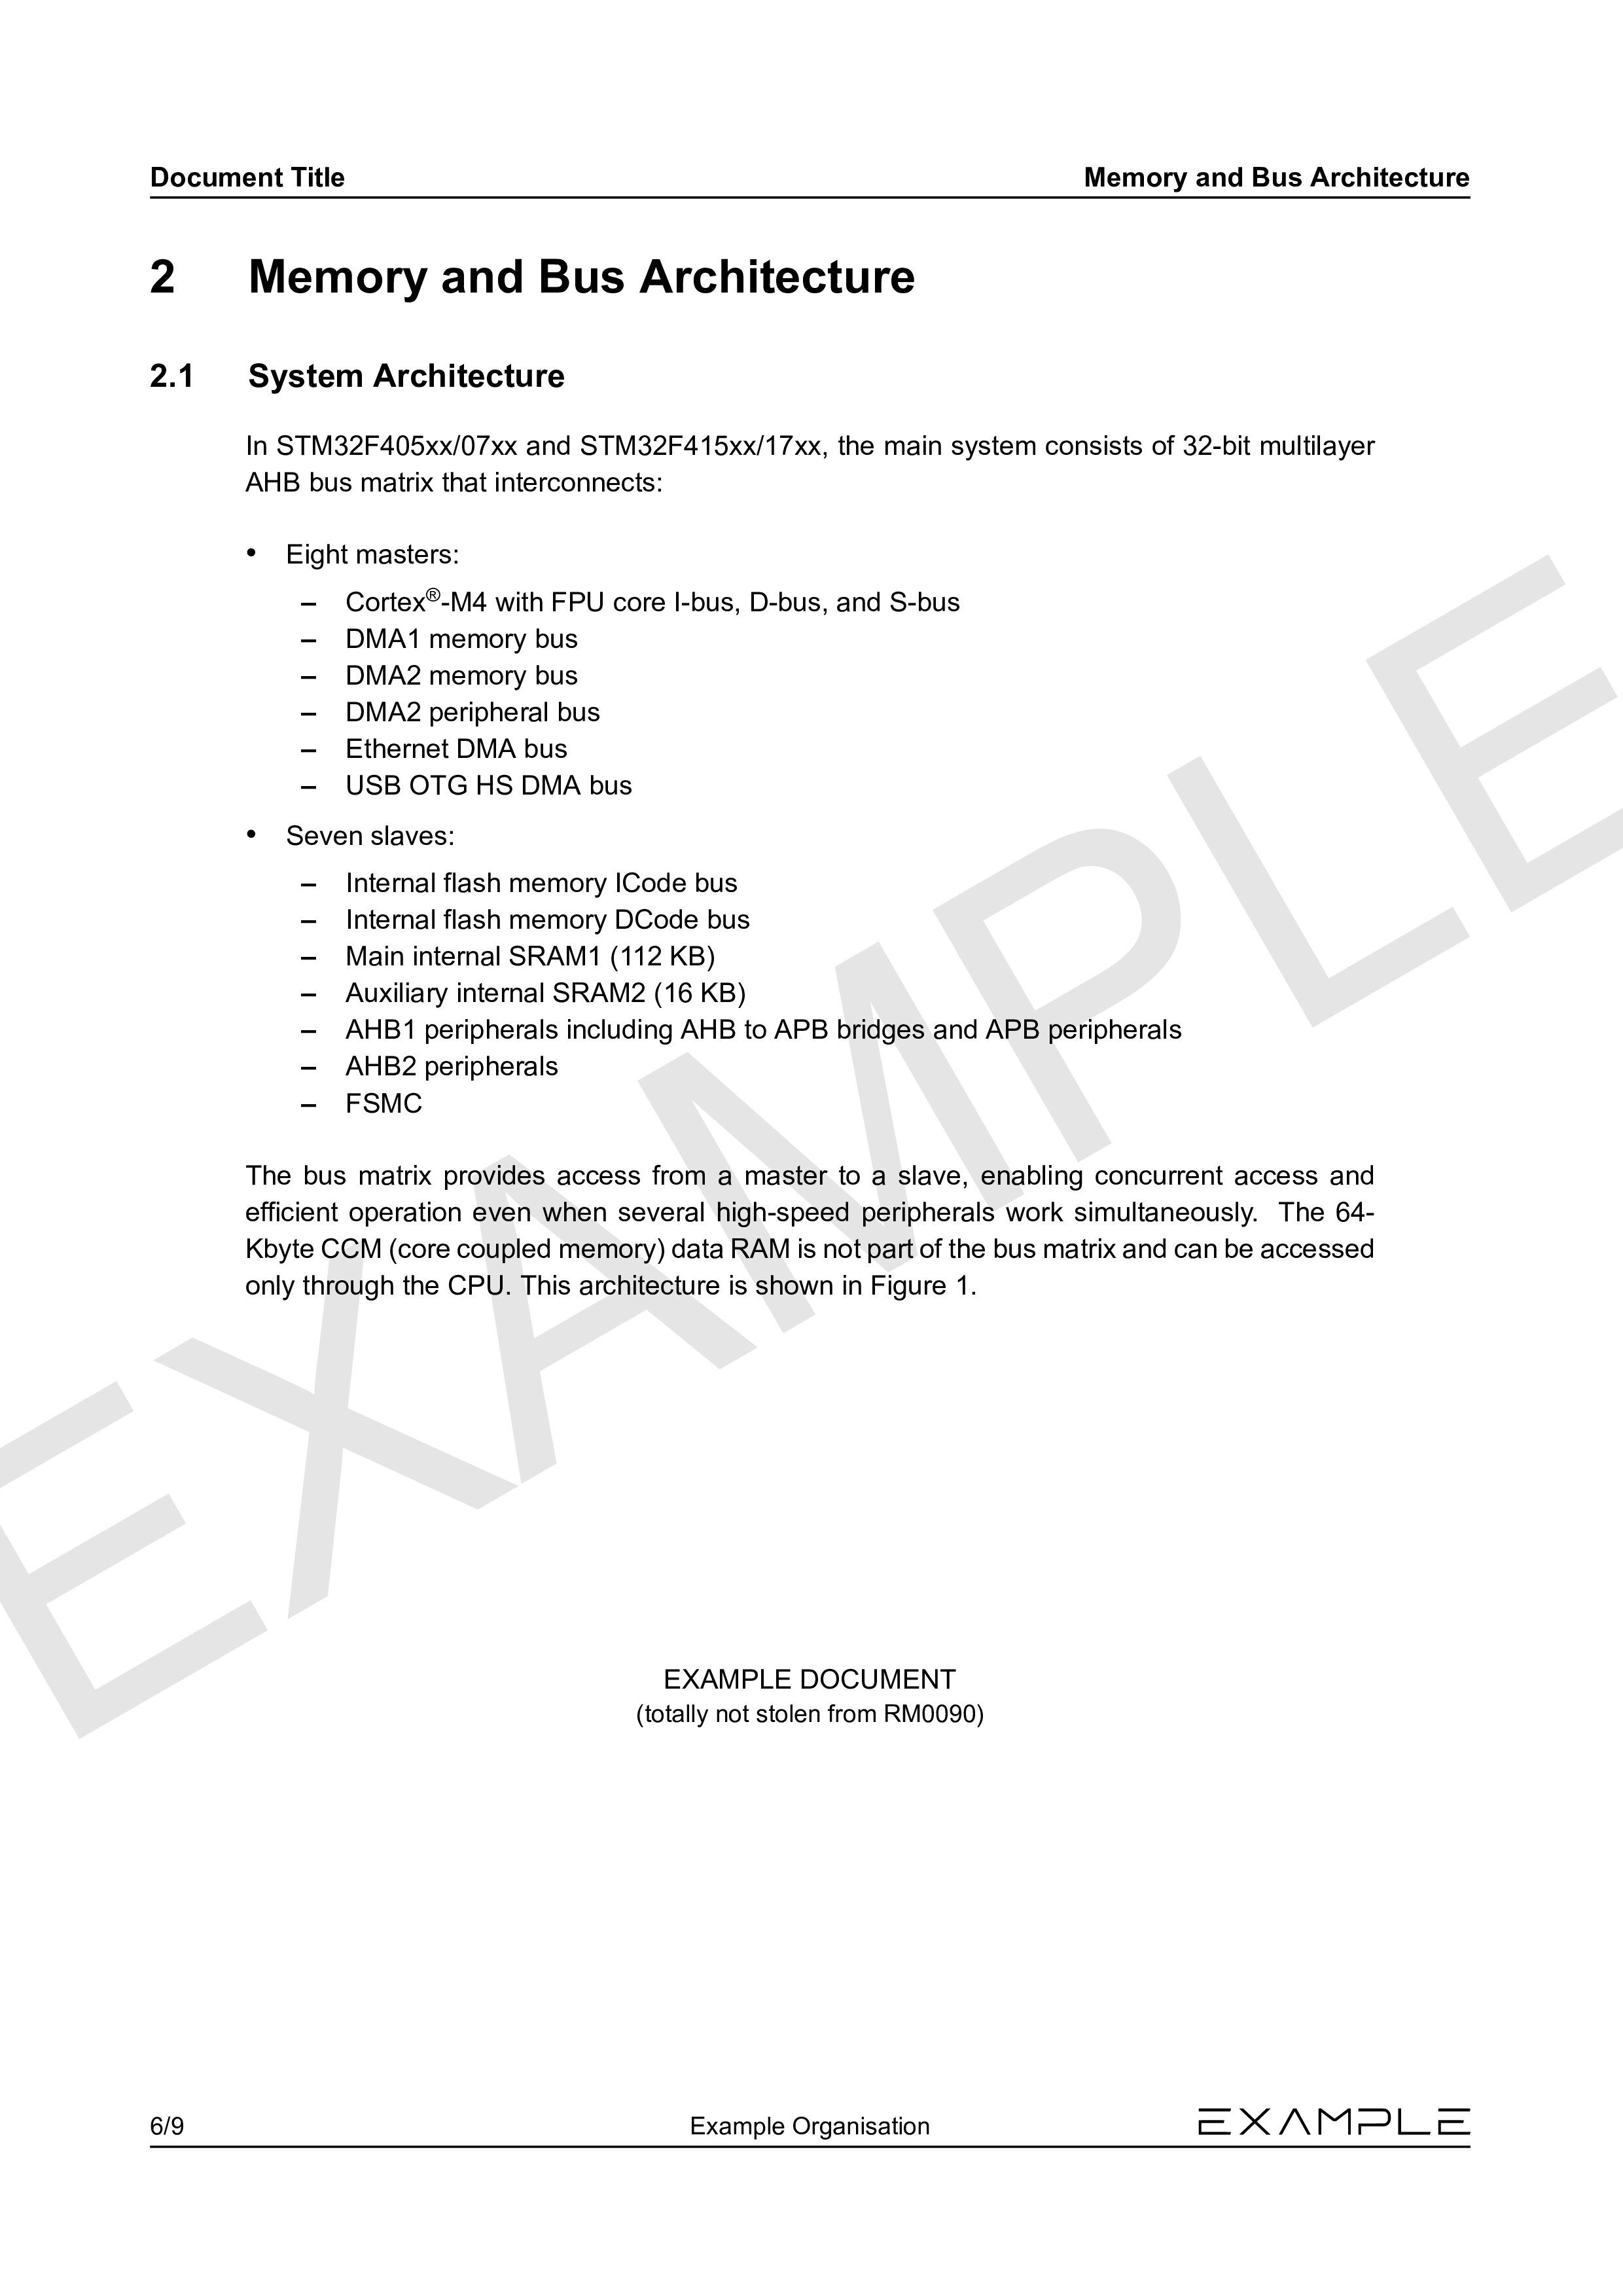 Document Title
Memory and Bus Architecture
2 Memory and Bus Architecture
2.1 System Architecture
In STM32F405xx/07xx and STM32F415xx/17xx, the main system consists of 32-bit multilayer
AHB bus matrix that interconnects:
• Eight masters:
– Cortex®-M4 with FPU core I-bus, D-bus, and S-bus
– DMA1 memory bus
– DMA2 memory bus
– DMA2 peripheral bus
– Ethernet DMA bus
– USB OTG HS DMA bus
• Seven slaves:
– Internal flash memory ICode bus
– Internal flash memory DCode bus
– Main internal SRAM1 (112 KB)
– Auxiliary internal SRAM2 (16 KB)
– AHB1 peripherals including AHB to APB bridges and APB peripherals
– AHB2 peripherals
– FSMC
The bus matrix provides access from a master to a slave, enabling concurrent access and
efficient operation even when several high-speed peripherals work simultaneously. The 64-
Kbyte CCM (core coupled memory) data RAM is not part of the bus matrix and can be accessed
only through the CPU. This architecture is shown in Figure 1.
EXAMPLE
EXAMPLE DOCUMENT
(totally not stolen from RM0090)
6/9
Example Organisation
EXAMPLE